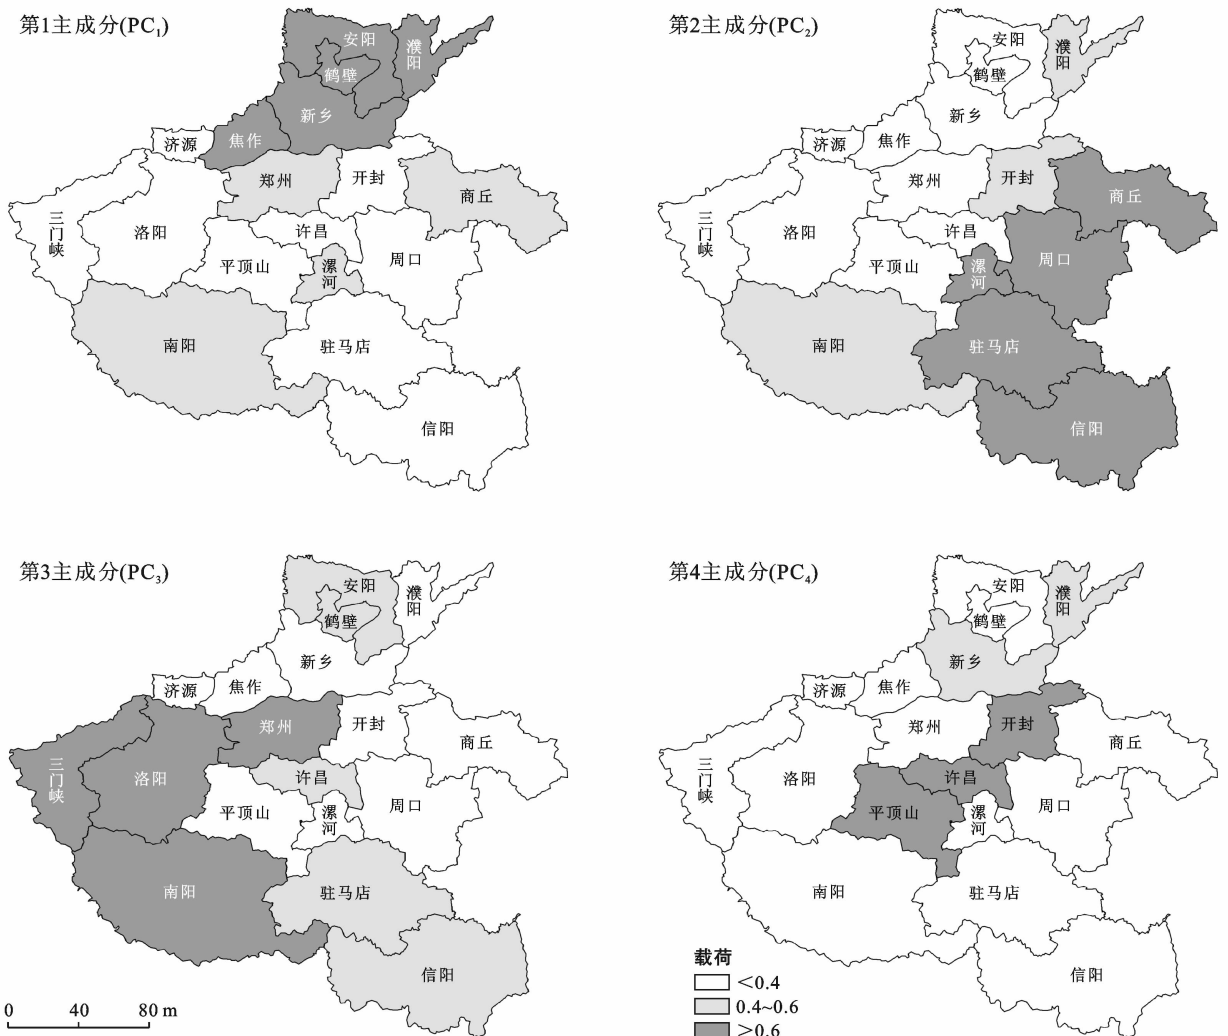 第1主成分(PC₁)
安阳
濮阳
鹤壁
新乡
焦作
济源
郑州
开封
商丘
三门峡
洛阳
许昌
平顶山
漯河
周口
南阳
驻马店
信阳
第2主成分(PC₂)
安阳
濮阳
鹤壁
新乡
焦作
济源
郑州
开封
商丘
三门峡
洛阳
许昌
平顶山
漯河
周口
南阳
驻马店
信阳
第3主成分(PC₃)
安阳
濮阳
鹤壁
新乡
焦作
济源
郑州
开封
商丘
三门峡
洛阳
许昌
平顶山
漯河
周口
南阳
驻马店
信阳
0 40 80 m
第4主成分(PC₄)
安阳
濮阳
鹤壁
新乡
焦作
济源
郑州
开封
商丘
三门峡
洛阳
许昌
平顶山
漯河
周口
南阳
驻马店
信阳
载荷
<0.4
0.4~0.6
>0.6